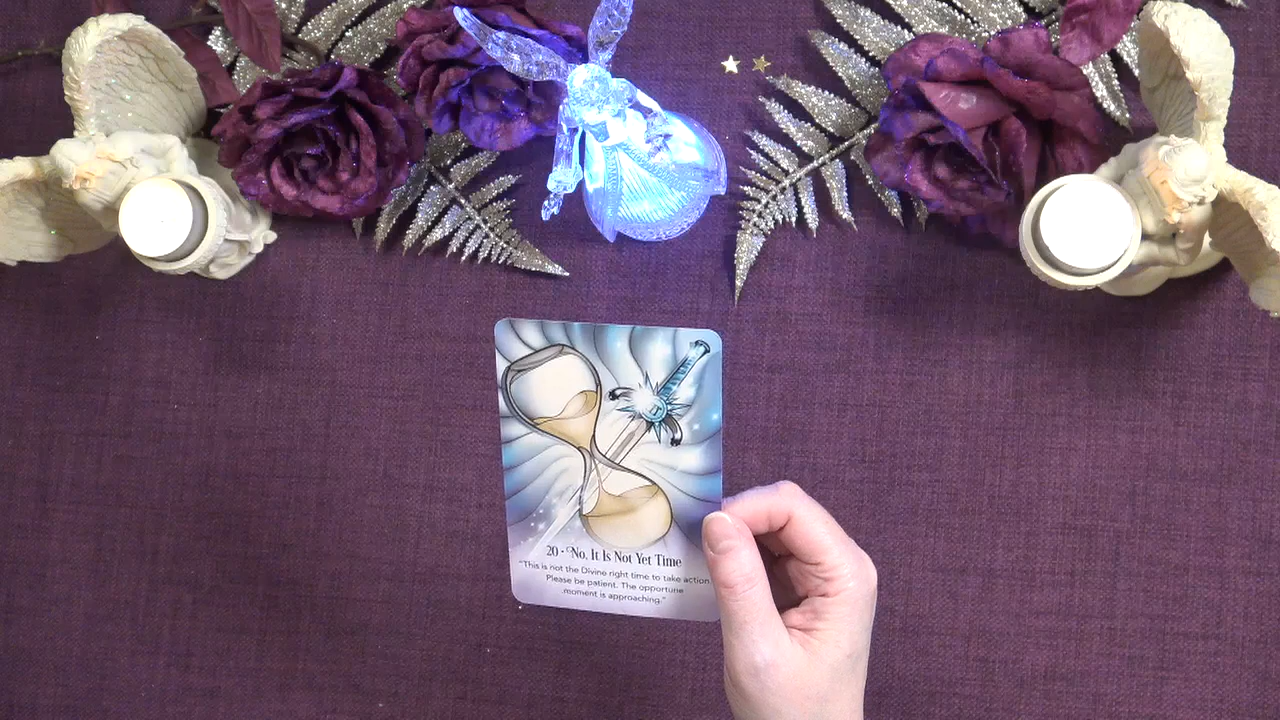 20 - No, It Is Not Yet Time
"This is not the Divine right time to take action.
Please be patient. The opportune
moment is approaching."